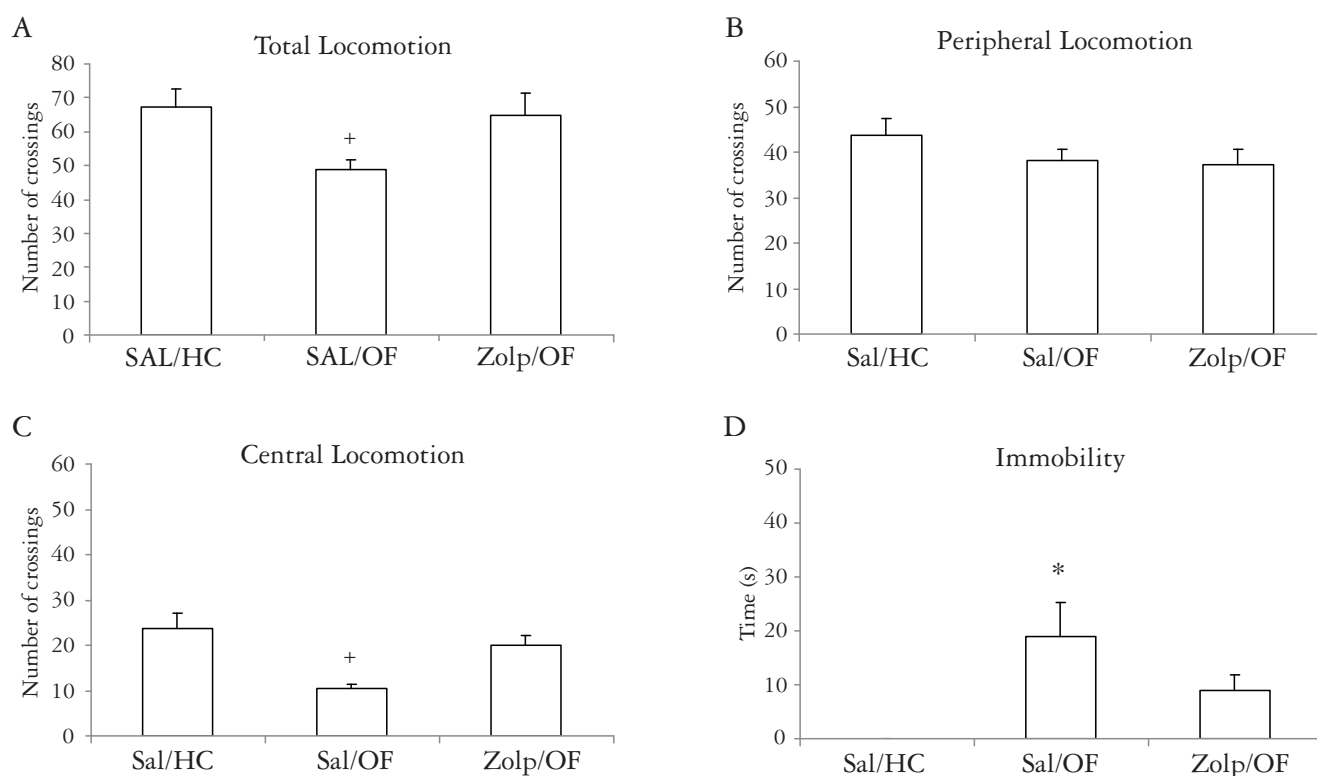 A
Total Locomotion
Number of crossings
80
70
60
50
40
30
20
10
0
+
SAL/HC SAL/OF Zolp/OF
B
Peripheral Locomotion
Number of crossings
60
50
40
30
20
10
0
Sal/HC Sal/OF Zolp/OF
C
Central Locomotion
Number of crossings
60
50
40
30
20
10
0
+
Sal/HC Sal/OF Zolp/OF
D
Immobility
Time (s)
50
40
30
20
10
0
*
Sal/HC Sal/OF Zolp/OF